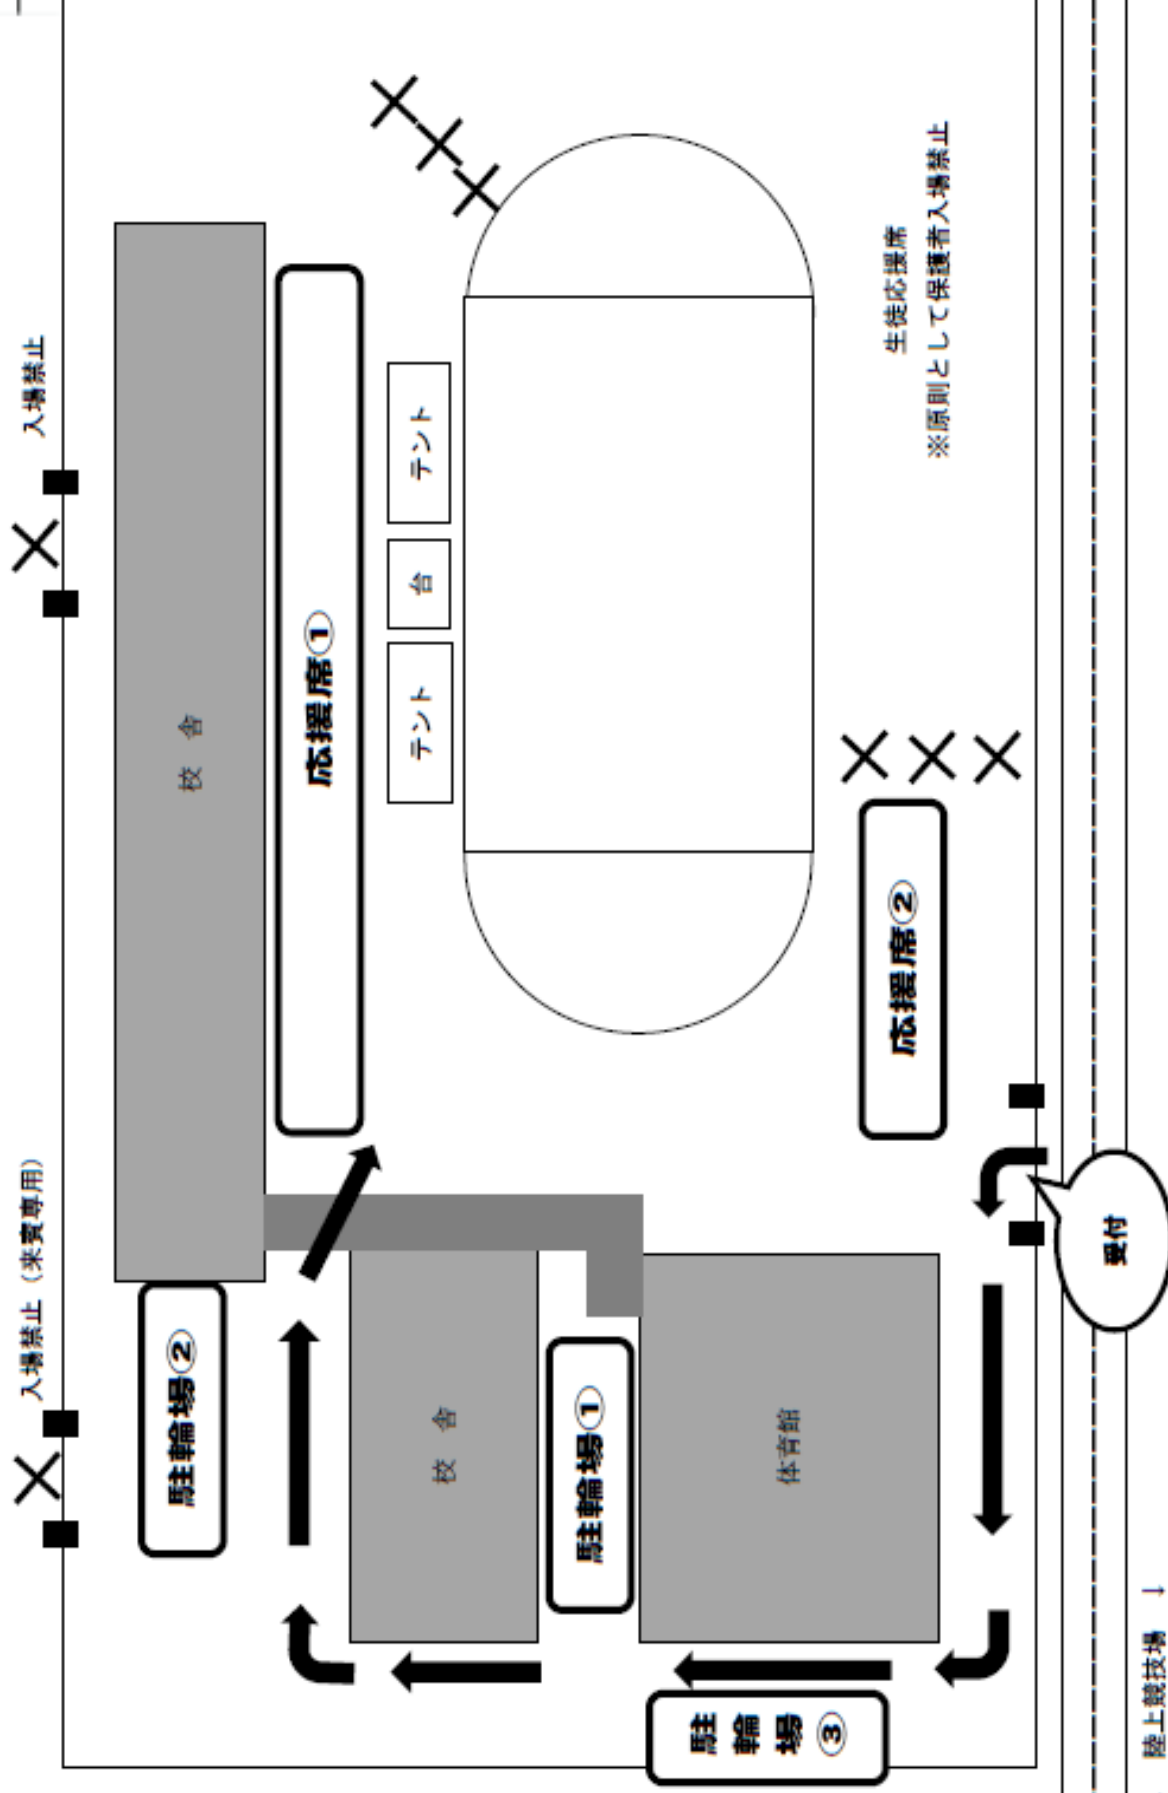 入場禁止（来賓専用）
入場禁止
駐輪場②
校　舎
応援席①
テント
台
テント
校　舎
駐輪場①
体育館
駐
輪
場
③
応援席②
生徒応援席
※原則として保護者入場禁止
受付
陸上競技場　↓